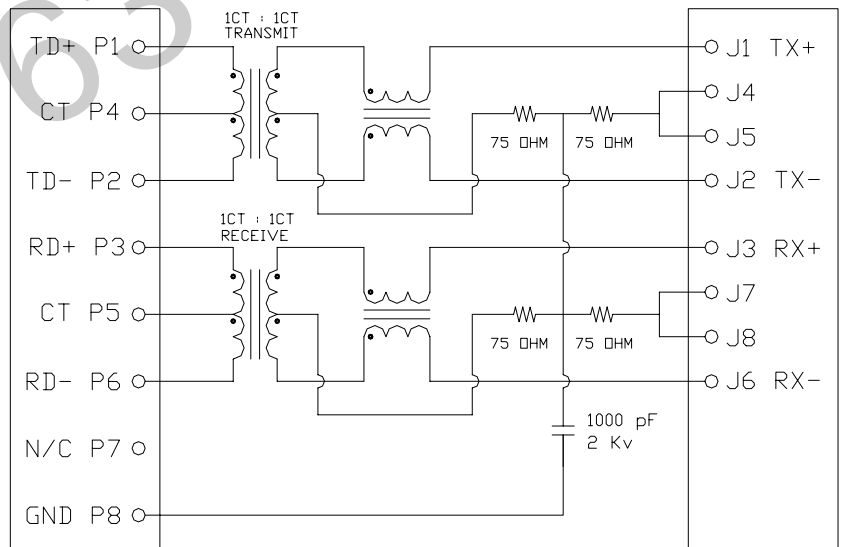 1CT : 1CT
TRANSMIT
TD+ P1
J1 TX+
CT P4
J4
75 OHM
75 OHM
J5
TD- P2
J2 TX-
1CT : 1CT
RECEIVE
RD+ P3
J3 RX+
J7
CT P5
75 OHM
75 OHM
J8
RD- P6
J6 RX-
1000 pF
2 Kv
N/C P7
GND P8